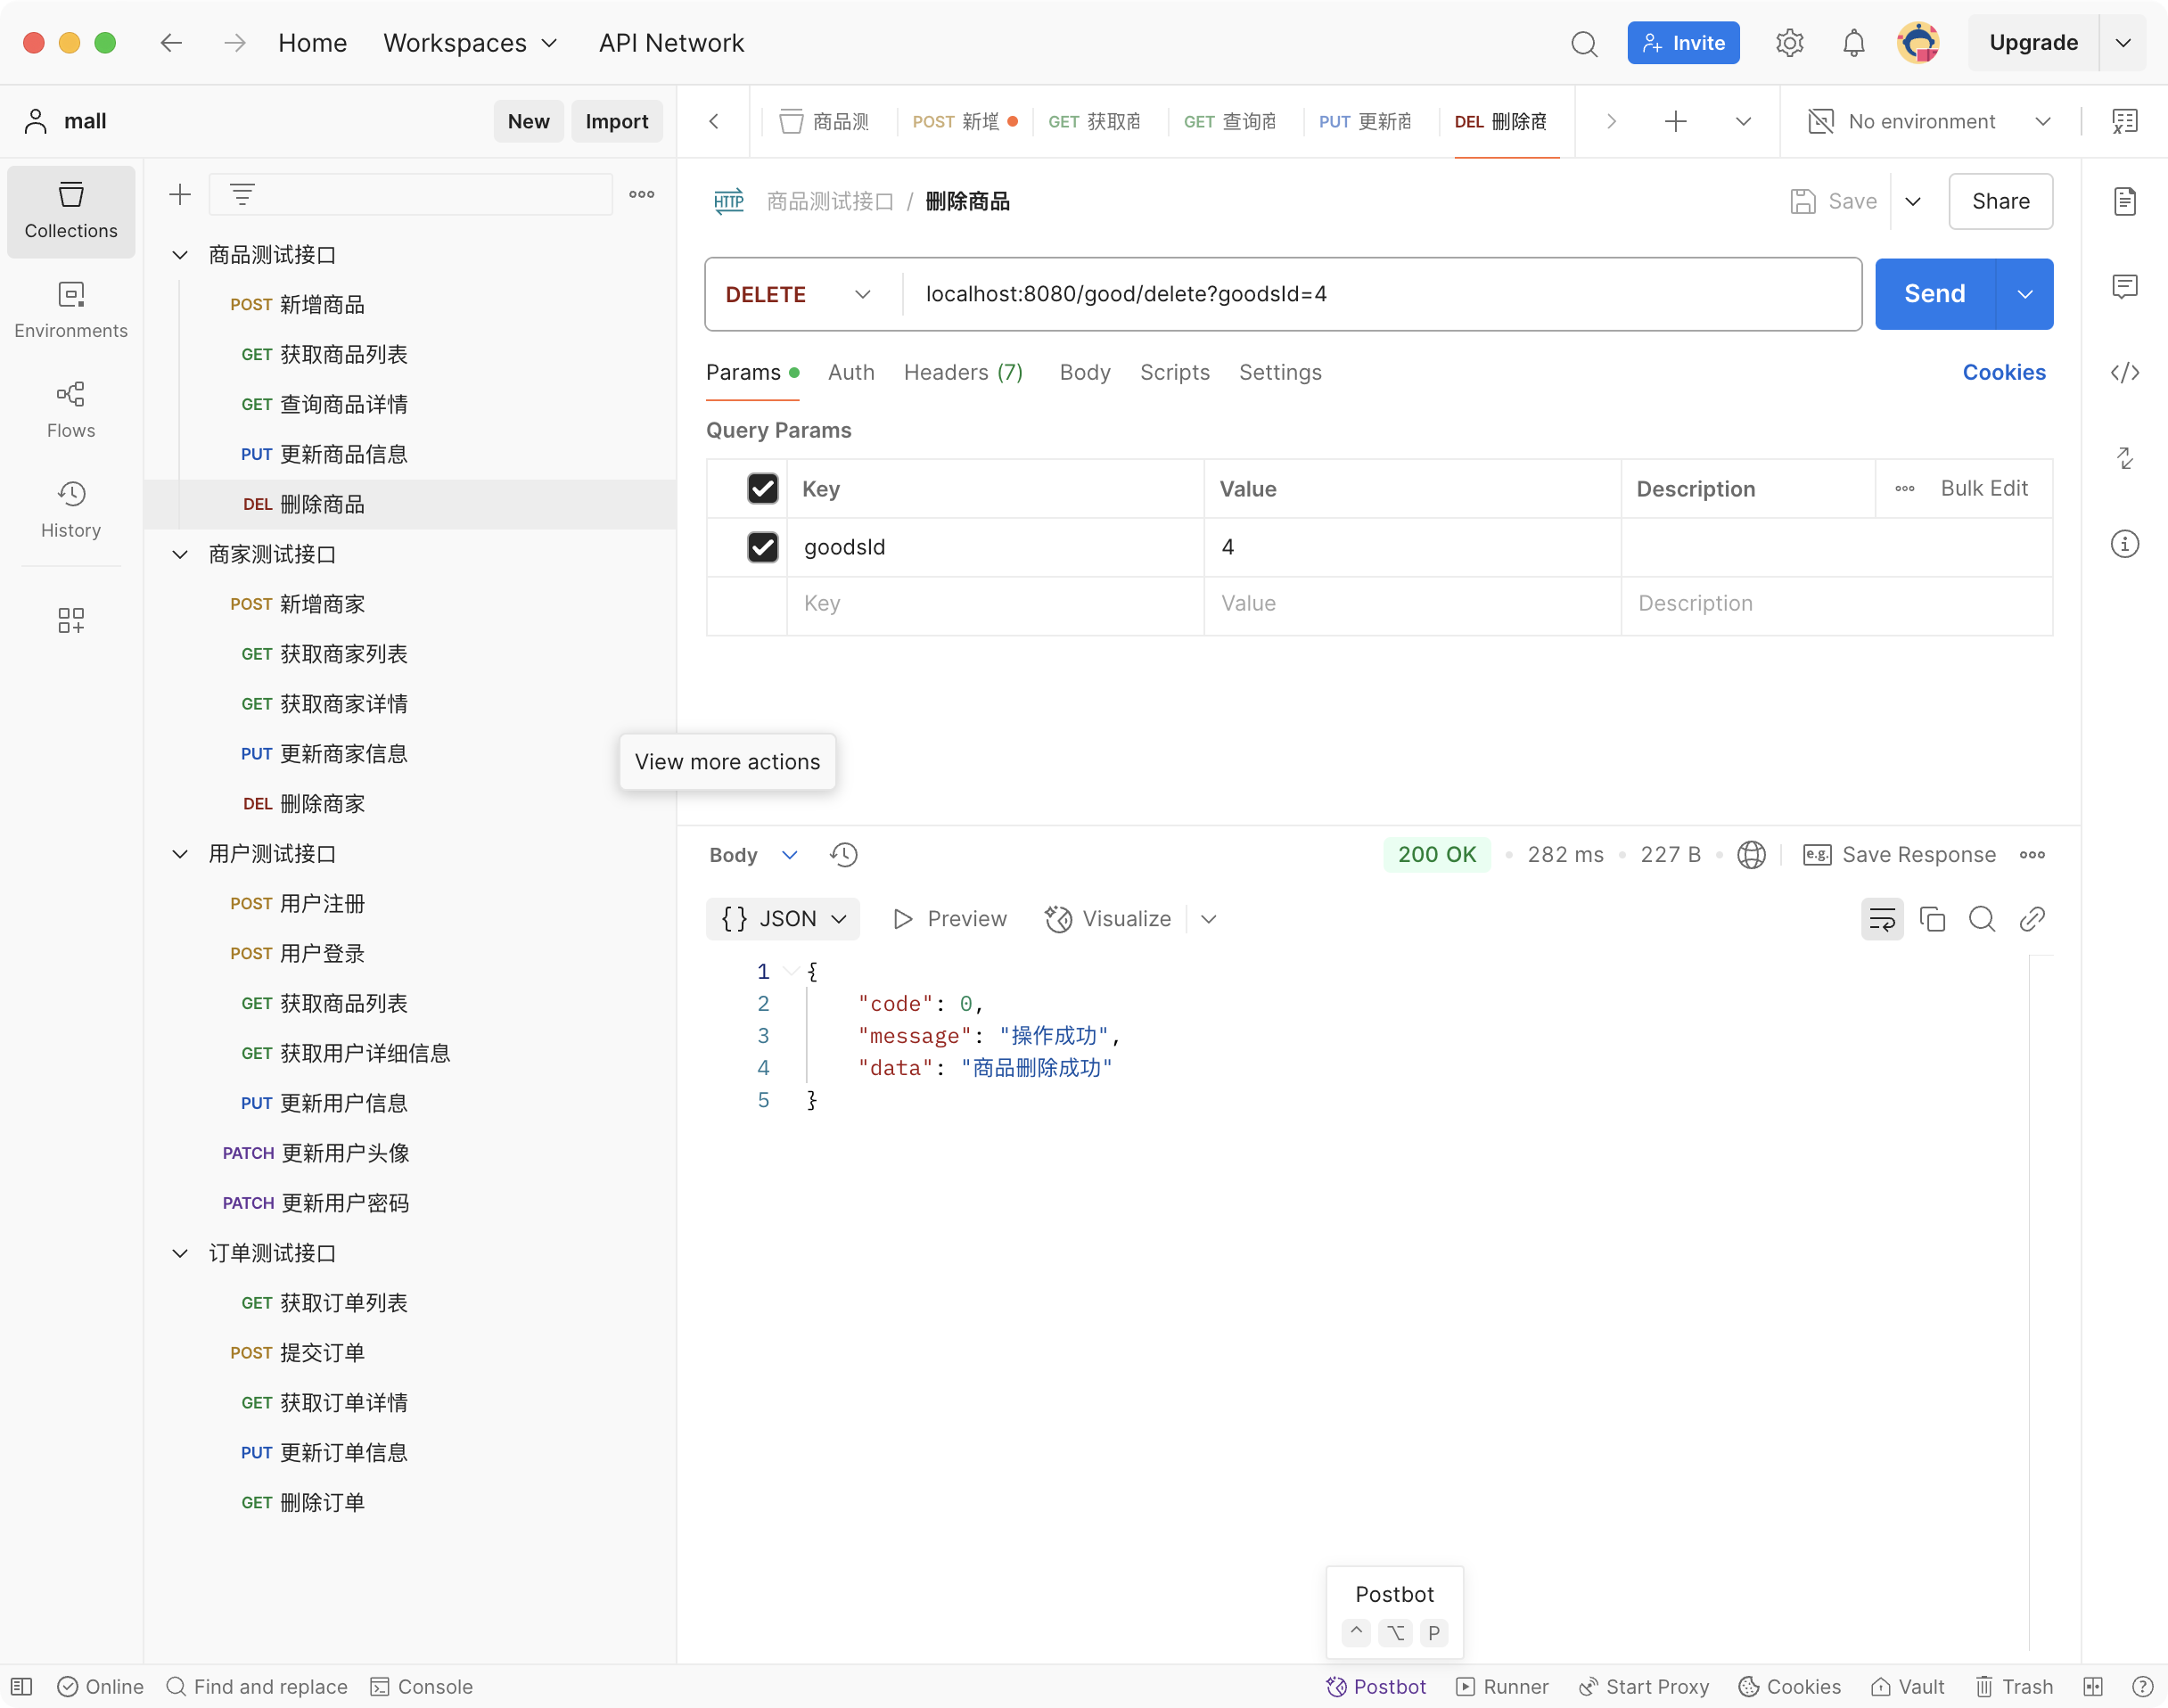 Home Workspaces API Network Invite Upgrade
mall New Import
商品测 POST 新增 GET 获取商 GET 查询商 PUT 更新商 DEL 删除商 No environment
Collections
Environments
Flows
History
商品测试接口
POST 新增商品
GET 获取商品列表
GET 查询商品详情
PUT 更新商品信息
DEL 删除商品
商家测试接口
POST 新增商家
GET 获取商家列表
GET 获取商家详情
PUT 更新商家信息
DEL 删除商家
用户测试接口
POST 用户注册
POST 用户登录
GET 获取商品列表
GET 获取用户详细信息
PUT 更新用户信息
PATCH 更新用户头像
PATCH 更新用户密码
订单测试接口
GET 获取订单列表
POST 提交订单
GET 获取订单详情
PUT 更新订单信息
GET 删除订单
View more actions
HTTP 商品测试接口 / 删除商品 Save Share
DELETE localhost:8080/good/delete?goodsId=4 Send
Params Auth Headers (7) Body Scripts Settings Cookies
Query Params
Key Value Description Bulk Edit
goodsId 4
Key Value Description
Body 200 OK 282 ms 227 B e.g. Save Response
{} JSON Preview Visualize
1 {
2 "code": 0,
3 "message": "操作成功",
4 "data": "商品删除成功"
5 }
Postbot
^ ⌥ P
Online Find and replace Console Postbot Runner Start Proxy Cookies Vault Trash